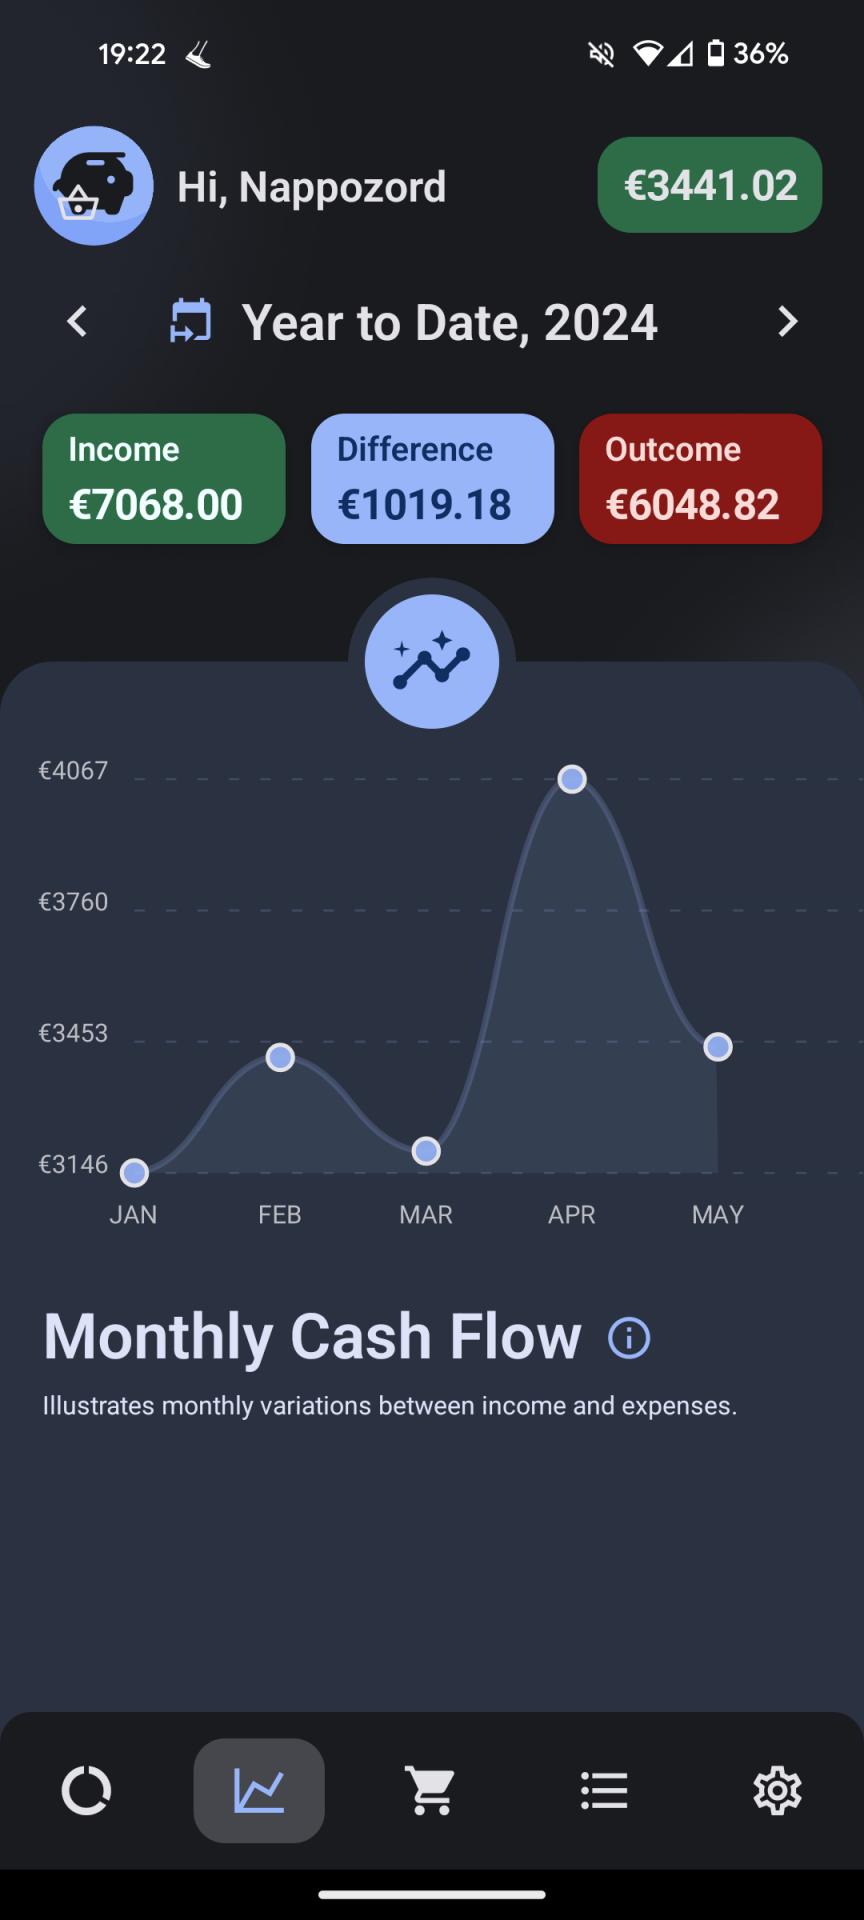 19:22
36%
Hi, Nappozord
€3441.02
Year to Date, 2024
Income
€7068.00
Difference
€1019.18
Outcome
€6048.82
€4067
€3760
€3453
€3146
JAN FEB MAR APR MAY
Monthly Cash Flow
Illustrates monthly variations between income and expenses.